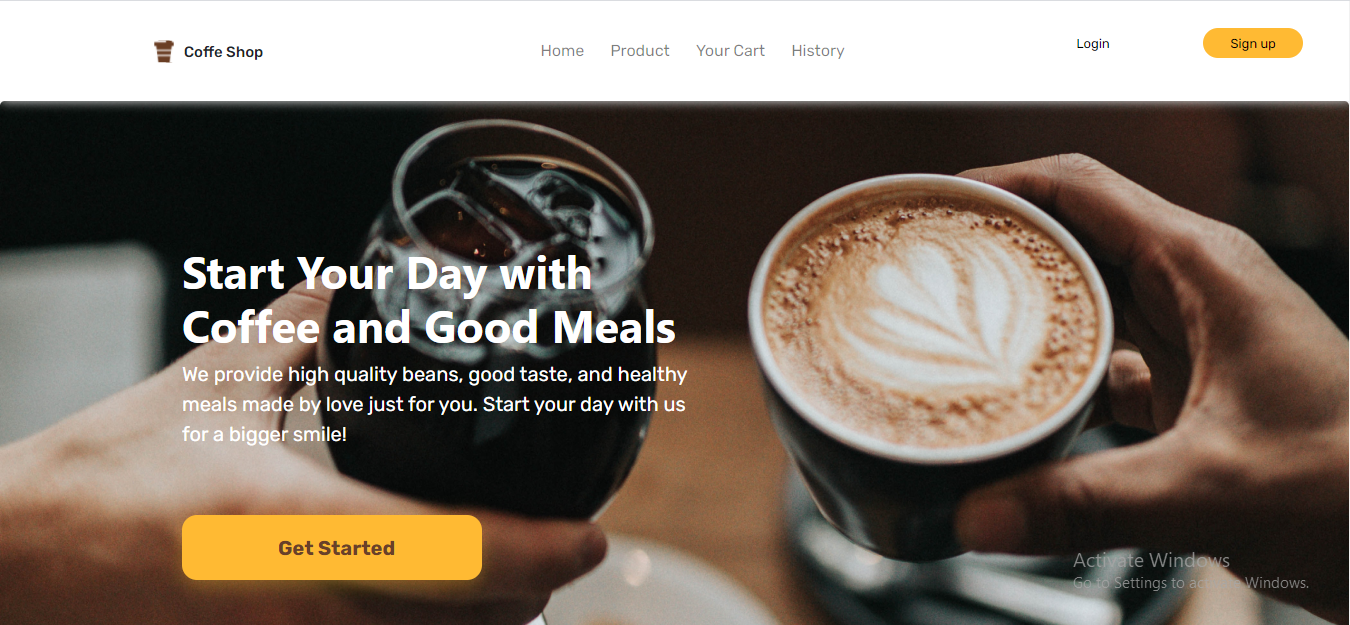 Coffe Shop
Home Product Your Cart History
Login
Sign up
Start Your Day with
Coffee and Good Meals
We provide high quality beans, good taste, and healthy
meals made by love just for you. Start your day with us
for a bigger smile!
Get Started
Activate Windows
Go to Settings to activate Windows.